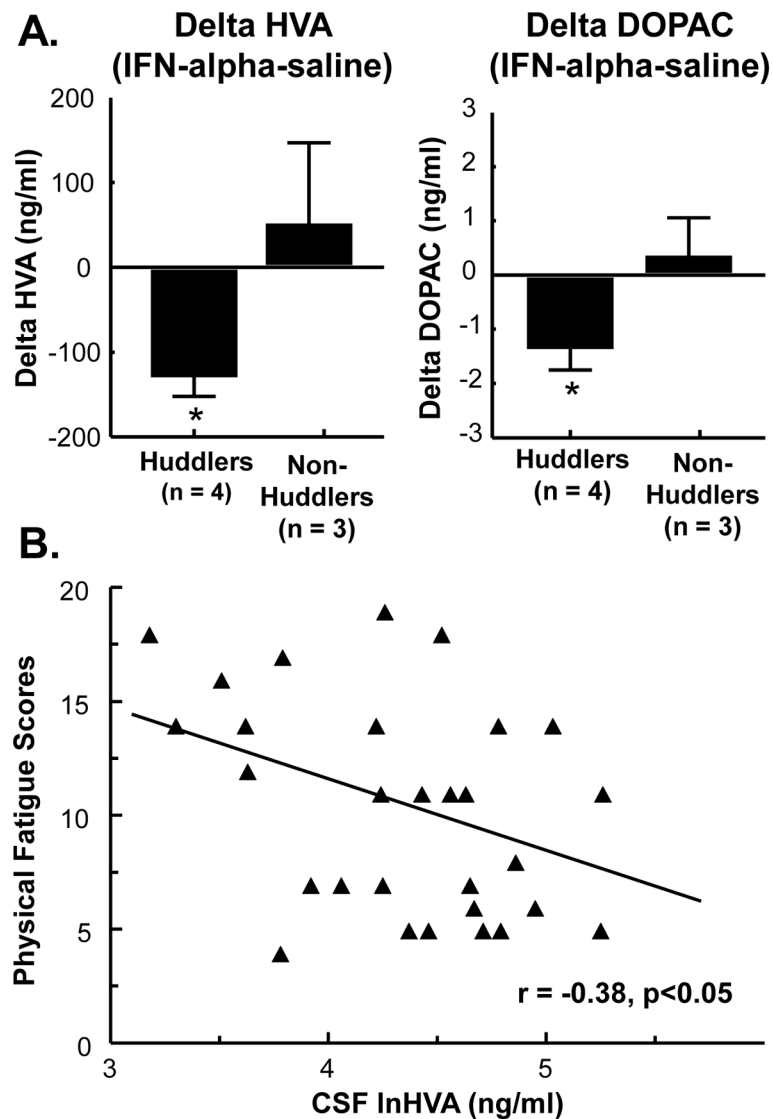 A.
Delta HVA
(IFN-alpha-saline)
Delta HVA (ng/ml)
200
100
0
-100
-200
*
Huddlers
(n = 4)
Non-
Huddlers
(n = 3)
Delta DOPAC
(IFN-alpha-saline)
Delta DOPAC (ng/ml)
3
2
1
0
-1
-2
-3
*
Huddlers
(n = 4)
Non-
Huddlers
(n = 3)
B.
Physical Fatigue Scores
20
15
10
5
0
r = -0.38, p<0.05
3
4
5
CSF lnHVA (ng/ml)